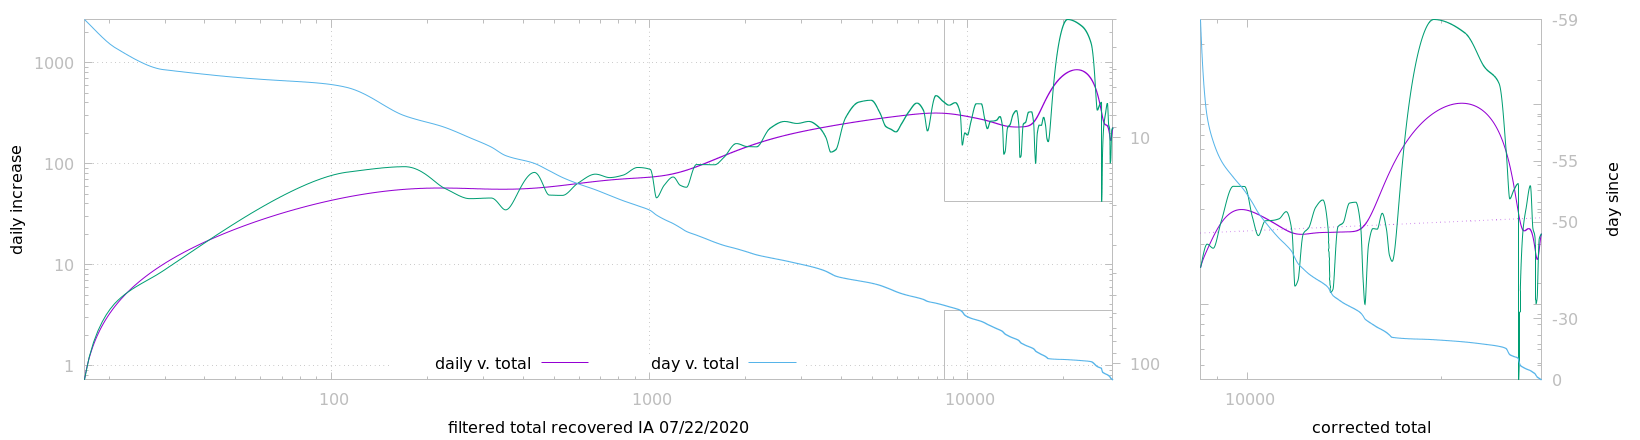 1000
100
10
1
daily increase
100
1000
10000
filtered total recovered IA 07/22/2020
daily v. total
day v. total
10
100
10000
corrected total
-59
-55
-50
-30
0
day since